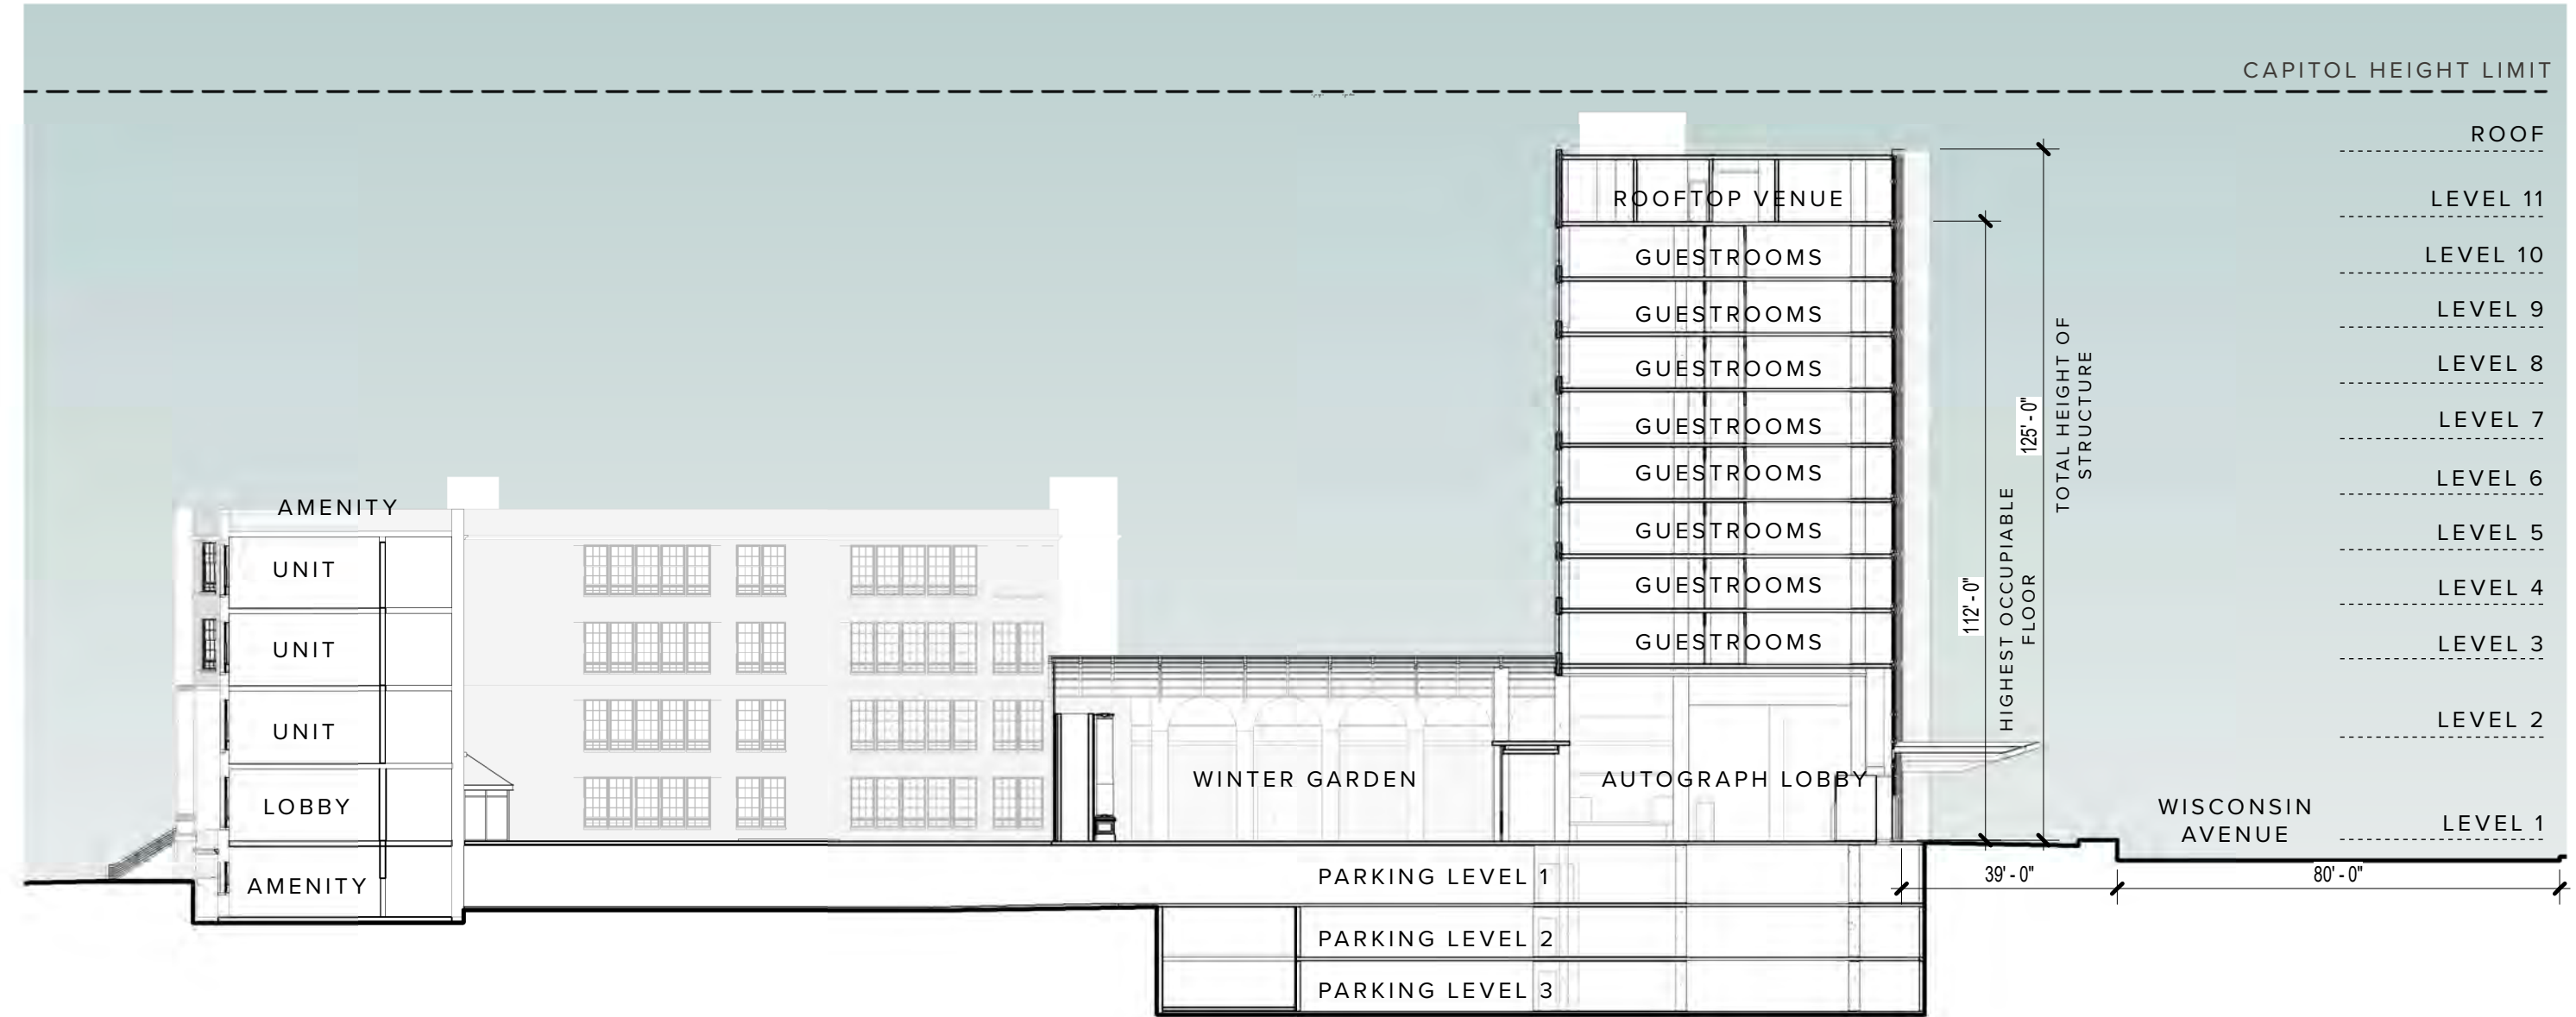 CAPITOL HEIGHT LIMIT
ROOF
ROOFTOP VENUE
LEVEL 11
GUESTROOMS
LEVEL 10
GUESTROOMS
LEVEL 9
GUESTROOMS
LEVEL 8
GUESTROOMS
LEVEL 7
GUESTROOMS
LEVEL 6
GUESTROOMS
LEVEL 5
GUESTROOMS
LEVEL 4
GUESTROOMS
LEVEL 3
LEVEL 2
LEVEL 1
125' - 0"
TOTAL HEIGHT OF
STRUCTURE
112' - 0"
HIGHEST OCCUPIABLE
FLOOR
AMENITY
UNIT
UNIT
UNIT
LOBBY
AMENITY
WINTER GARDEN
AUTOGRAPH LOBBY
WISCONSIN
AVENUE
39' - 0"
80' - 0"
PARKING LEVEL 1
PARKING LEVEL 2
PARKING LEVEL 3